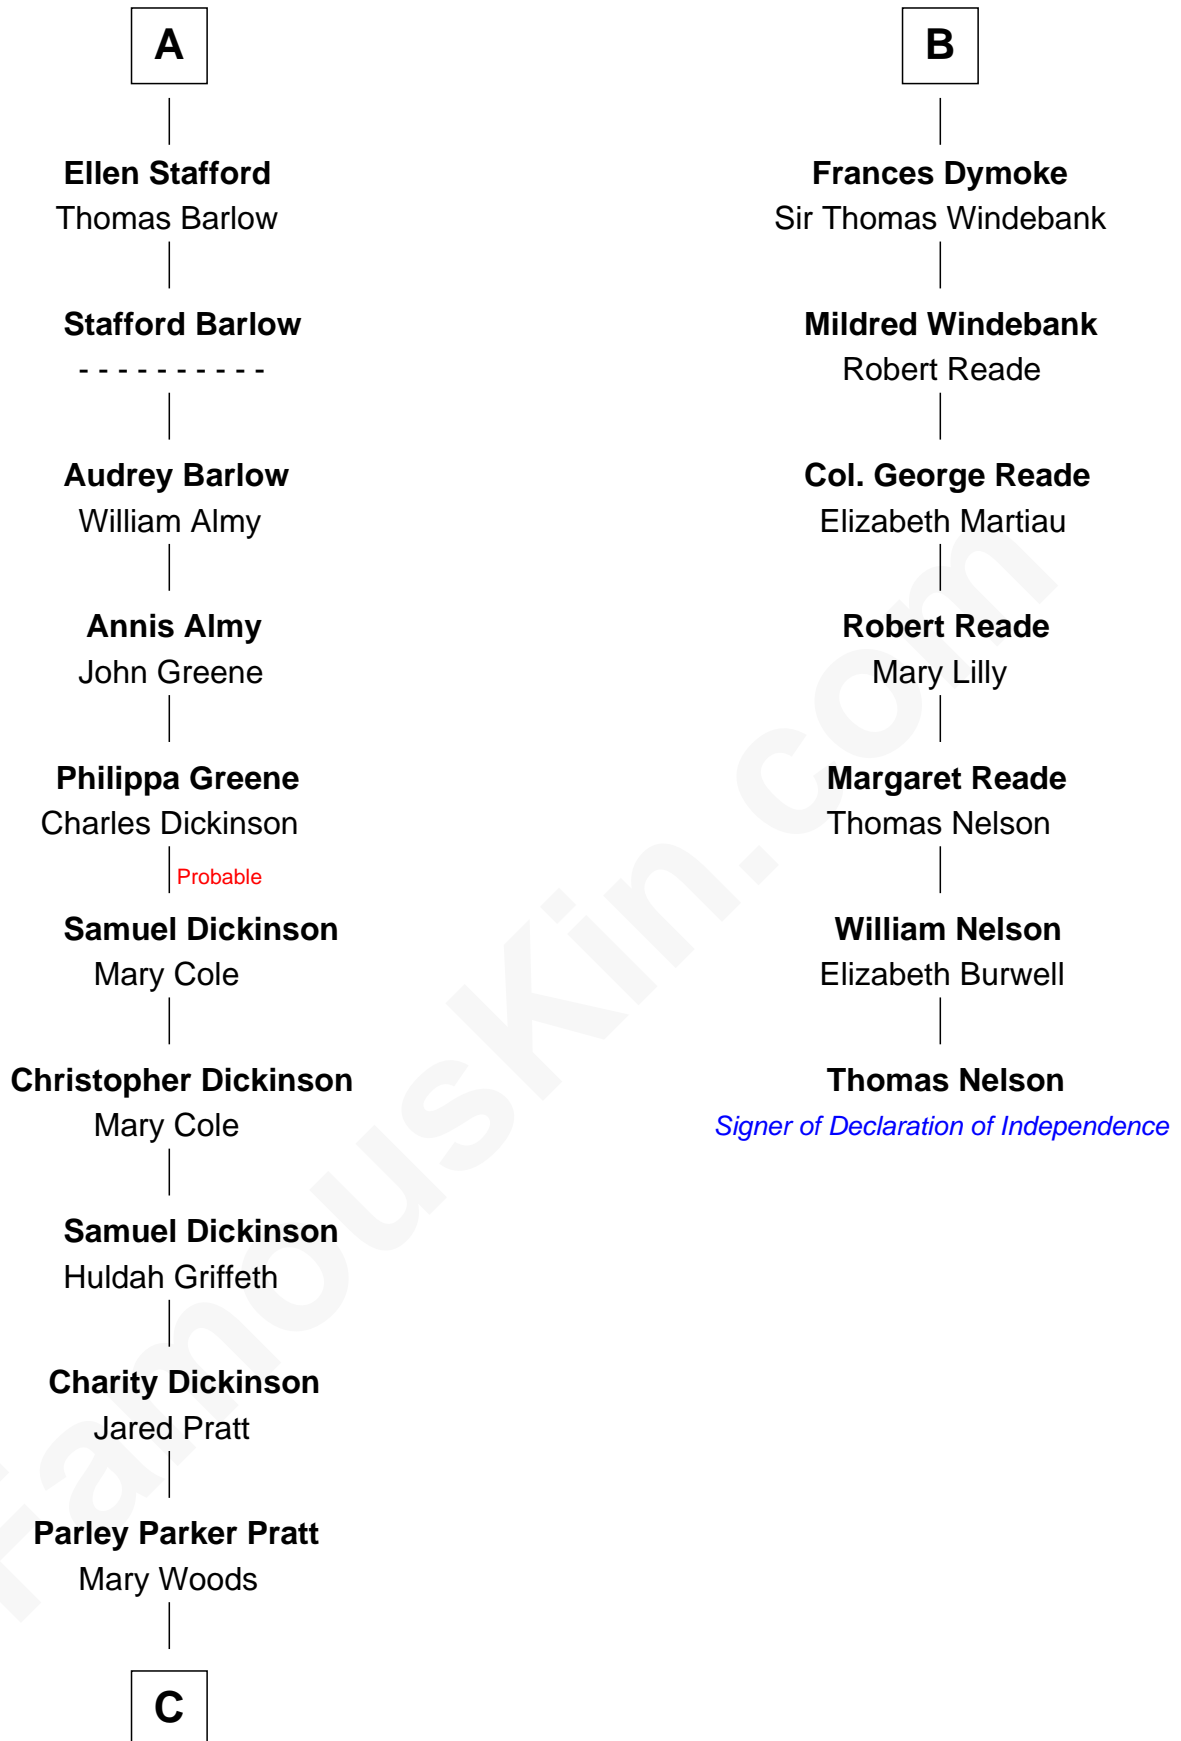 A
Ellen Stafford
Thomas Barlow
Stafford Barlow
- - - - - - - - - -
Audrey Barlow
William Almy
Annis Almy
John Greene
Philippa Greene
Charles Dickinson
Probable
Samuel Dickinson
Mary Cole
Christopher Dickinson
Mary Cole
Samuel Dickinson
Huldah Griffeth
Charity Dickinson
Jared Pratt
Parley Parker Pratt
Mary Woods
C
B
Frances Dymoke
Sir Thomas Windebank
Mildred Windebank
Robert Reade
Col. George Reade
Elizabeth Martiau
Robert Reade
Mary Lilly
Margaret Reade
Thomas Nelson
William Nelson
Elizabeth Burwell
Thomas Nelson
Signer of Declaration of Independence
FamousKin.com